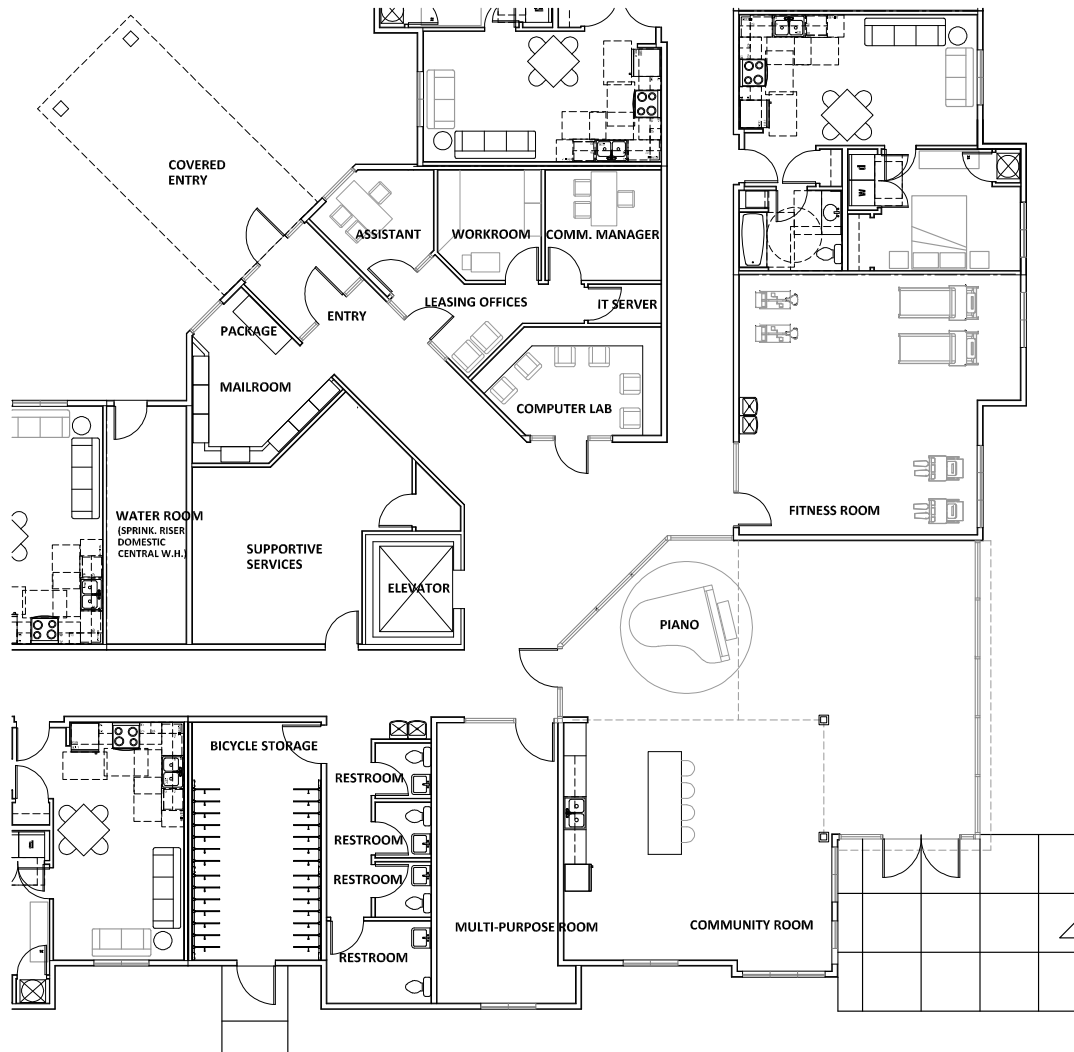 COVERED
ENTRY
ASSISTANT
WORKROOM
COMM. MANAGER
d
w
LEASING OFFICES
IT SERVER
PACKAGE
ENTRY
MAILROOM
COMPUTER LAB
WATER ROOM
(SPRINK. RISER
DOMESTIC
CENTRAL W.H.)
SUPPORTIVE
SERVICES
FITNESS ROOM
ELEVATOR
PIANO
BICYCLE STORAGE
RESTROOM
RESTROOM
RESTROOM
RESTROOM
MULTI-PURPOSE ROOM
COMMUNITY ROOM